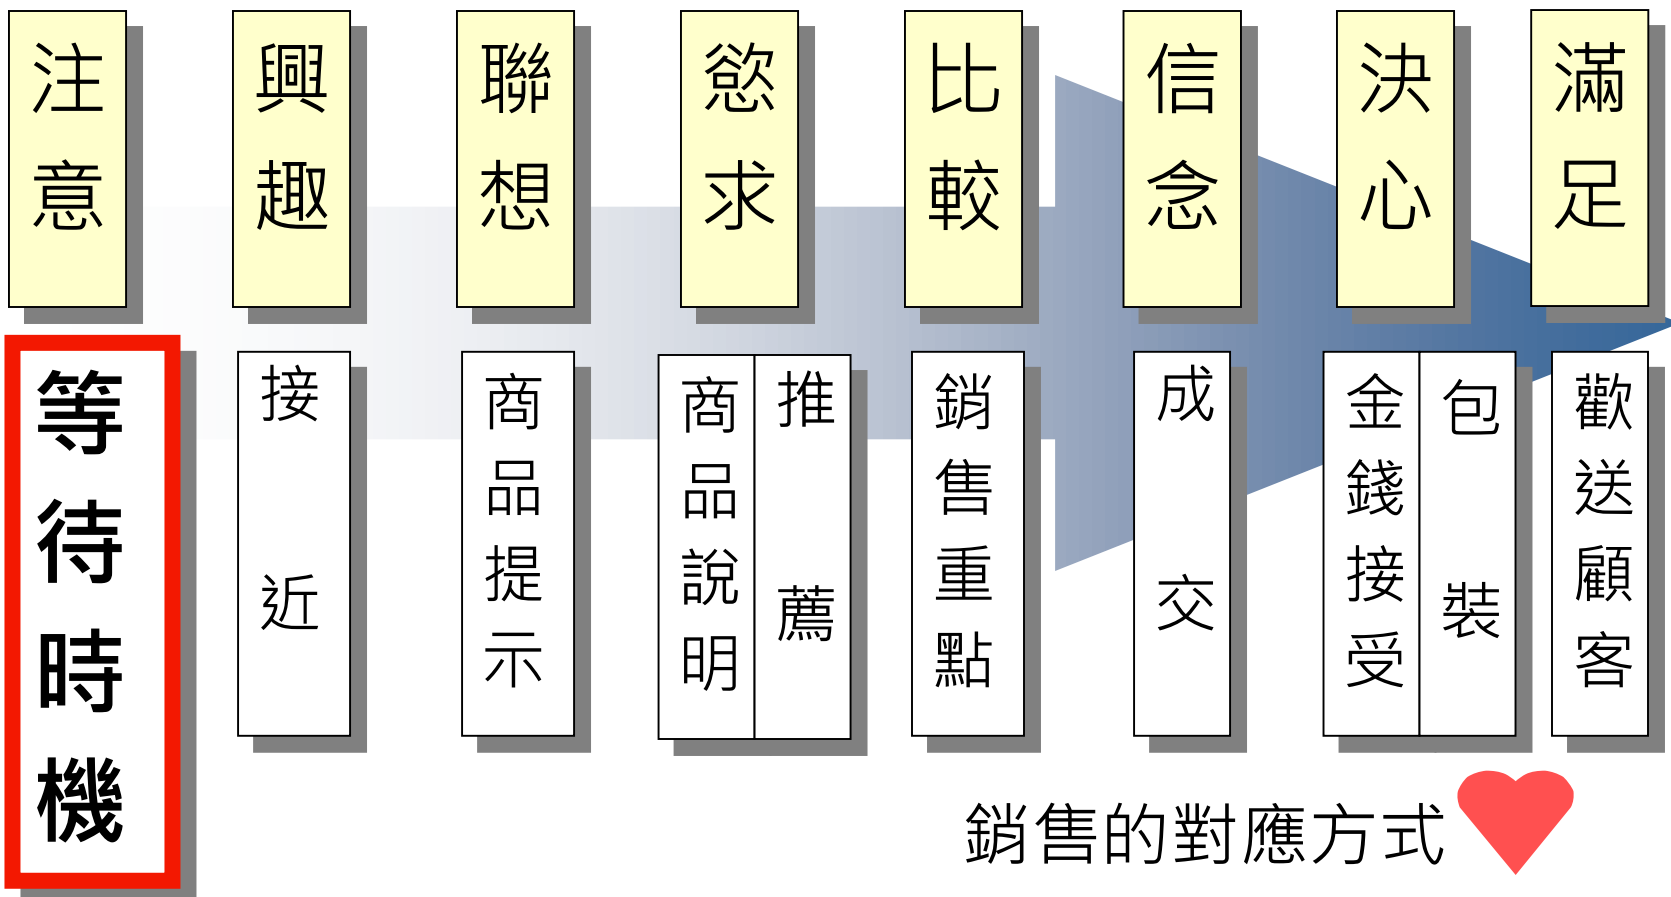 注意
興趣
聯想
慾求
比較
信念
決心
滿足
等待時機
接近
商品提示
商品說明
推薦
銷售重點
成交
金錢接受
包裝
歡送顧客
銷售的對應方式